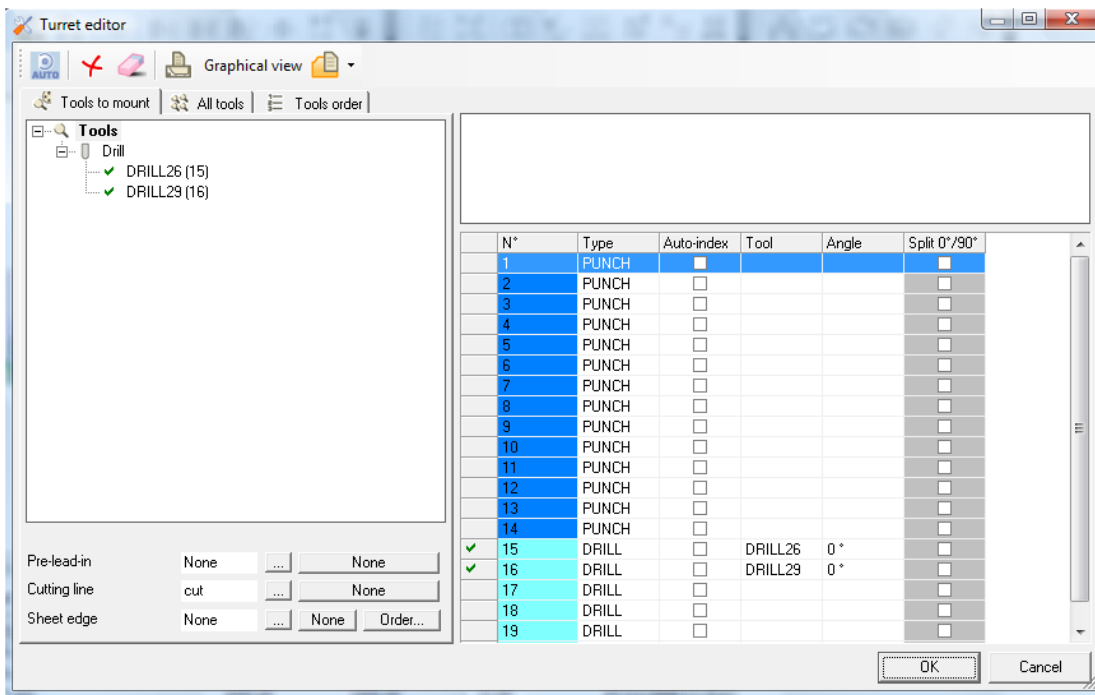 Turret editor
AUTO Graphical view
Tools to mount All tools Tools order
Tools
Drill
DRILL26 (15)
DRILL29 (16)
Pre-lead-in None ... None
Cutting line cut ... None
Sheet edge None ... None Order...
N° Type Auto-index Tool Angle Split 0°/90°
1 PUNCH
2 PUNCH
3 PUNCH
4 PUNCH
5 PUNCH
6 PUNCH
7 PUNCH
8 PUNCH
9 PUNCH
10 PUNCH
11 PUNCH
12 PUNCH
13 PUNCH
14 PUNCH
15 DRILL DRILL26 0 °
16 DRILL DRILL29 0 °
17 DRILL
18 DRILL
19 DRILL
OK Cancel